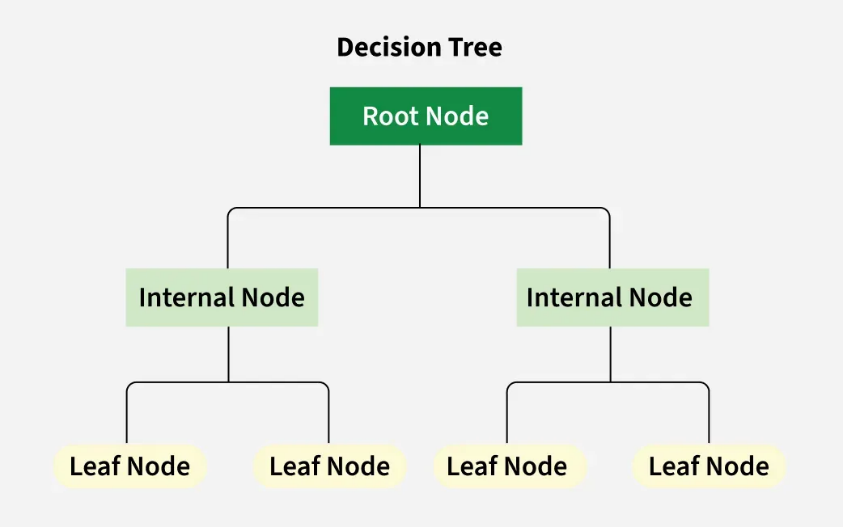 Decision Tree
Root Node
Internal Node
Internal Node
Leaf Node
Leaf Node
Leaf Node
Leaf Node